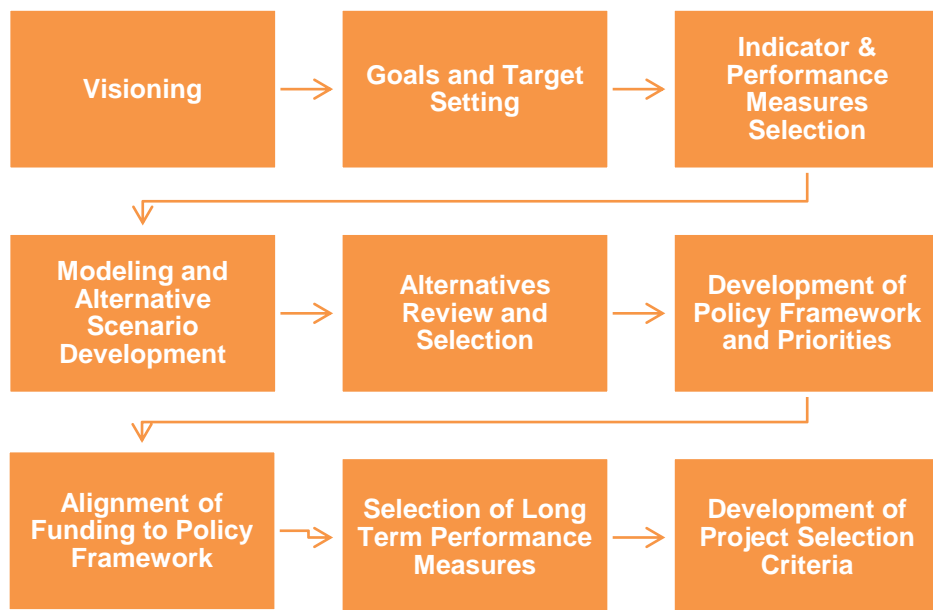 Visioning
Goals and Target
Setting
Indicator &
Performance
Measures
Selection
Modeling and
Alternative
Scenario
Development
Alternatives
Review and
Selection
Development of
Policy Framework
and Priorities
Alignment of
Funding to Policy
Framework
Selection of Long
Term Performance
Measures
Development of
Project Selection
Criteria